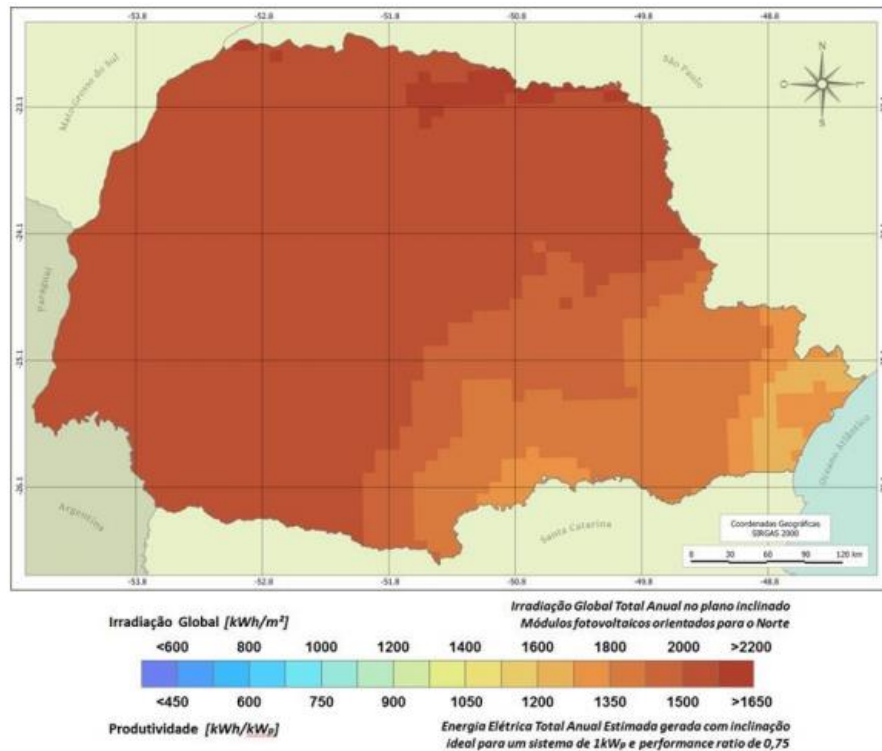 -53.8 -52.8 -51.8 -50.8 -49.8 -48.8
Mato Grosso do Sul
São Paulo
N
O
S
-23.1
-24.1
-24.1
Paraguai
-25.1
Oceano Atlântico
-26.1
Argentina
Santa Catarina
Coordenadas Geográficas
SIRGAS 2000
0 30 60 90 120 km
-53.8 -52.8 -51.8 -50.8 -49.8 -48.8
Irradiação Global [kWh/m²]
Irradiação Global Total Anual no plano inclinado
Módulos fotovoltaicos orientados para o Norte
<600 800 1000 1200 1400 1600 1800 2000 >2200
<450 600 750 900 1050 1200 1350 1500 >1650
Produtividade [kWh/kWp]
Energia Elétrica Total Anual Estimada gerada com inclinação
ideal para um sistema de 1kWp e performance ratio de 0,75